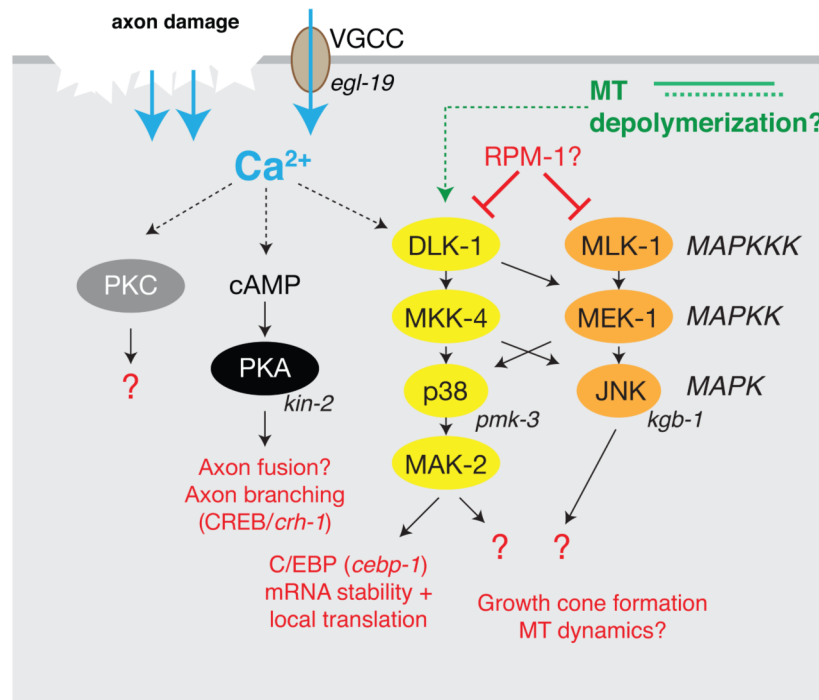 axon damage
VGCC
egl-19
MT
depolymerization?
Ca2+
RPM-1?
DLK-1
MLK-1
MAPKKK
PKC
cAMP
MKK-4
MEK-1
MAPKK
?
PKA
kin-2
p38
pmk-3
JNK
kgb-1
MAPK
MAK-2
Axon fusion?
Axon branching
(CREB/crh-1)
C/EBP (cebp-1)
mRNA stability +
local translation
?
?
Growth cone formation
MT dynamics?